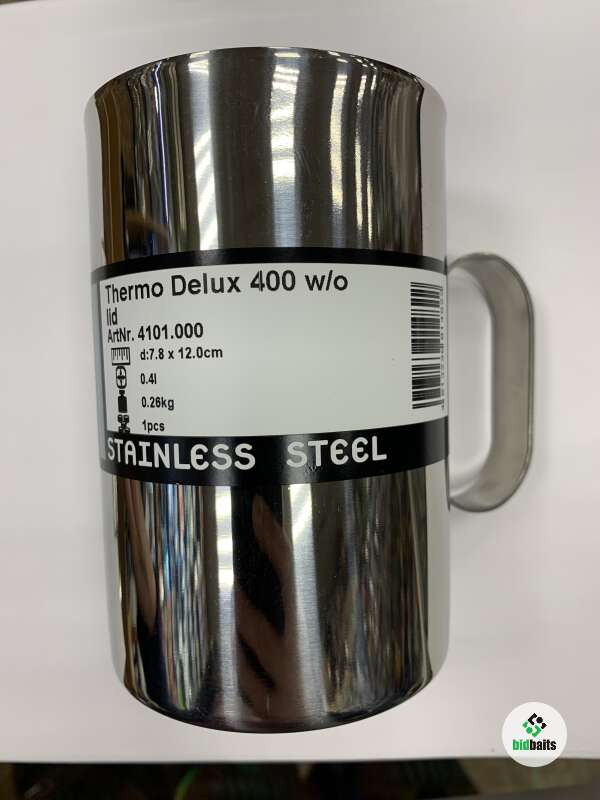 Thermo Delux 400 w/o
lid
ArtNr. 4101.000
d:7.8 x 12.0cm
0.4l
0.26kg
1pcs
STAINLESS STEEL
bidbaits